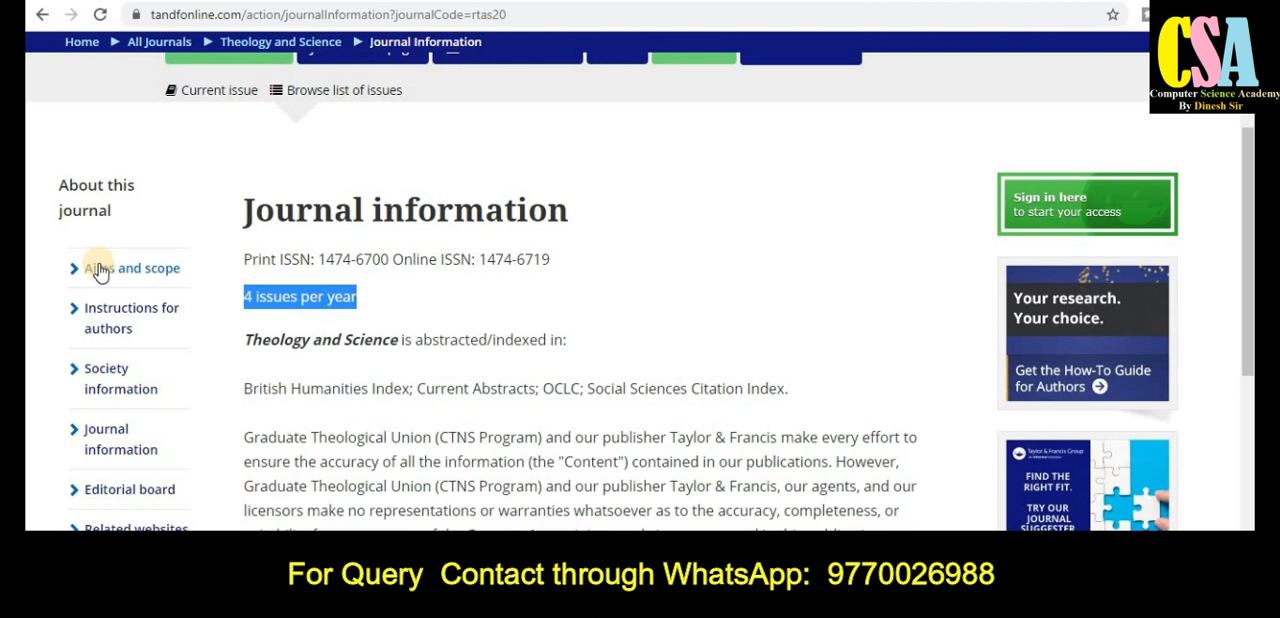 tandfonline.com/action/journalInformation?journalCode=rtas20
Home ▶ All Journals ▶ Theology and Science ▶ Journal Information
CSA
Computer Science Academy
By Dinesh Sir
Current issue Browse list of issues
About this
journal
Aims and scope
Instructions for
authors
Society
information
Journal
information
Editorial board
Related websites
Journal information
Print ISSN: 1474-6700 Online ISSN: 1474-6719
4 issues per year
Theology and Science is abstracted/indexed in:
British Humanities Index; Current Abstracts; OCLC; Social Sciences Citation Index.
Graduate Theological Union (CTNS Program) and our publisher Taylor & Francis make every effort to
ensure the accuracy of all the information (the "Content") contained in our publications. However,
Graduate Theological Union (CTNS Program) and our publisher Taylor & Francis, our agents, and our
licensors make no representations or warranties whatsoever as to the accuracy, completeness, or
Sign in here
to start your access
Your research.
Your choice.
Get the How-To Guide
for Authors
Taylor & Francis Group
FIND THE
RIGHT FIT.
TRY OUR
JOURNAL
SUGGESTER
For Query Contact through WhatsApp: 9770026988